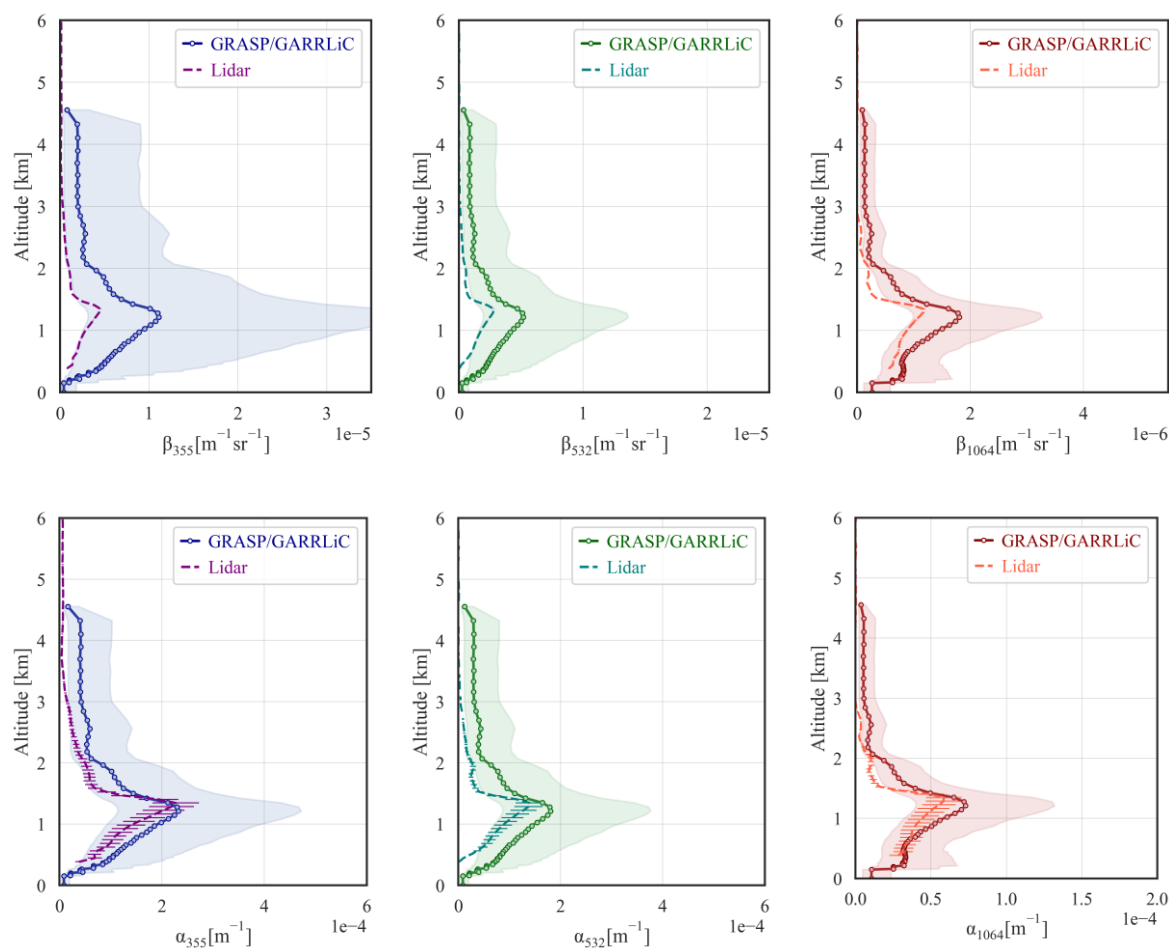 6
5
4
3
2
1
0
Altitude [km]
GRASP/GARRLiC
Lidar
0 1 2 3
1e−5
β355[m−1sr−1]
6
5
4
3
2
1
0
Altitude [km]
GRASP/GARRLiC
Lidar
0 1 2
1e−5
β532[m−1sr−1]
6
5
4
3
2
1
0
Altitude [km]
GRASP/GARRLiC
Lidar
0 2 4
1e−6
β1064[m−1sr−1]
6
5
4
3
2
1
0
Altitude [km]
GRASP/GARRLiC
Lidar
0 2 4 6
1e−4
α355[m−1]
6
5
4
3
2
1
0
Altitude [km]
GRASP/GARRLiC
Lidar
0 2 4 6
1e−4
α532[m−1]
6
5
4
3
2
1
0
Altitude [km]
GRASP/GARRLiC
Lidar
0.0 0.5 1.0 1.5 2.0
1e−4
α1064[m−1]